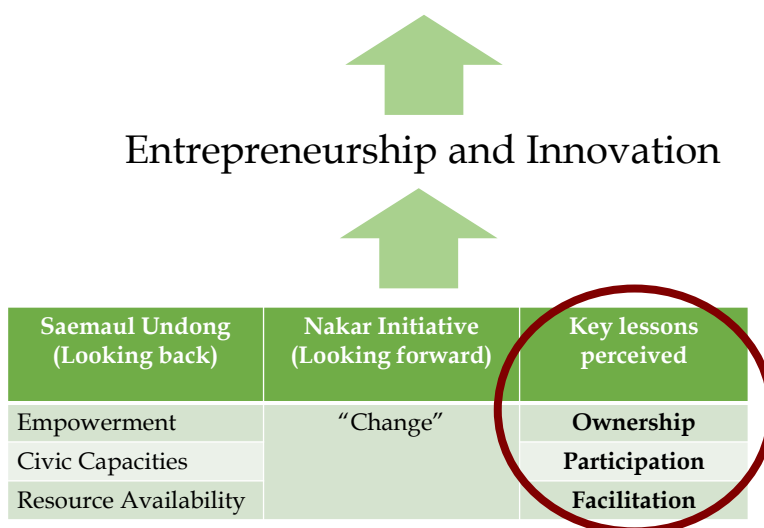 Entrepreneurship and Innovation
Saemaul Undong
(Looking back)
Nakar Initiative
(Looking forward)
Key lessons
perceived
Empowerment
“Change”
Ownership
Civic Capacities
Participation
Resource Availability
Facilitation